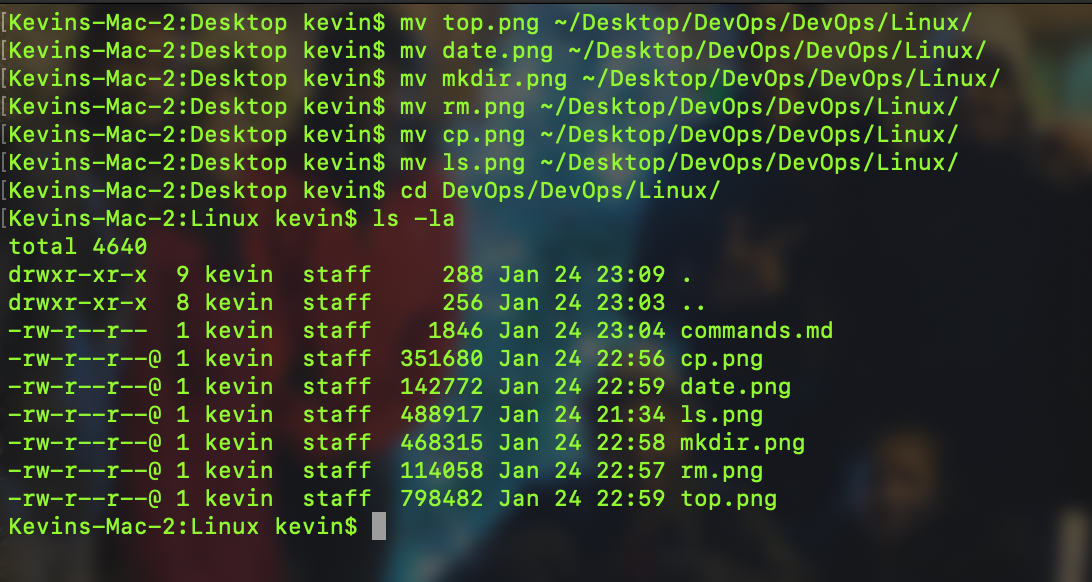 [Kevins-Mac-2:Desktop kevin$ mv top.png ~/Desktop/DevOps/DevOps/Linux/
[Kevins-Mac-2:Desktop kevin$ mv date.png ~/Desktop/DevOps/DevOps/Linux/
[Kevins-Mac-2:Desktop kevin$ mv mkdir.png ~/Desktop/DevOps/DevOps/Linux/
[Kevins-Mac-2:Desktop kevin$ mv rm.png ~/Desktop/DevOps/DevOps/Linux/
[Kevins-Mac-2:Desktop kevin$ mv cp.png ~/Desktop/DevOps/DevOps/Linux/
[Kevins-Mac-2:Desktop kevin$ mv ls.png ~/Desktop/DevOps/DevOps/Linux/
[Kevins-Mac-2:Desktop kevin$ cd DevOps/DevOps/Linux/
[Kevins-Mac-2:Linux kevin$ ls -la
total 4640
drwxr-xr-x  9 kevin  staff     288 Jan 24 23:09 .
drwxr-xr-x  8 kevin  staff     256 Jan 24 23:03 ..
-rw-r--r--  1 kevin  staff    1846 Jan 24 23:04 commands.md
-rw-r--r--@ 1 kevin  staff  351680 Jan 24 22:56 cp.png
-rw-r--r--@ 1 kevin  staff  142772 Jan 24 22:59 date.png
-rw-r--r--@ 1 kevin  staff  488917 Jan 24 21:34 ls.png
-rw-r--r--@ 1 kevin  staff  468315 Jan 24 22:58 mkdir.png
-rw-r--r--@ 1 kevin  staff  114058 Jan 24 22:57 rm.png
-rw-r--r--@ 1 kevin  staff  798482 Jan 24 22:59 top.png
Kevins-Mac-2:Linux kevin$